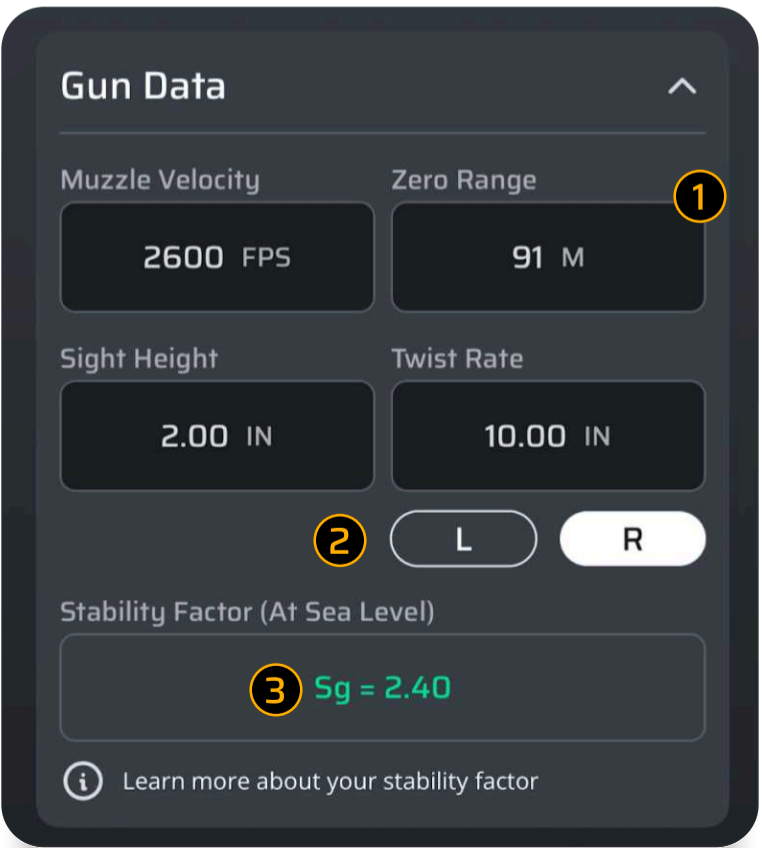 Gun Data
Muzzle Velocity Zero Range
1
2600 FPS 91 M
Sight Height Twist Rate
2.00 IN 10.00 IN
2 L R
Stability Factor (At Sea Level)
3 Sg = 2.40
i Learn more about your stability factor